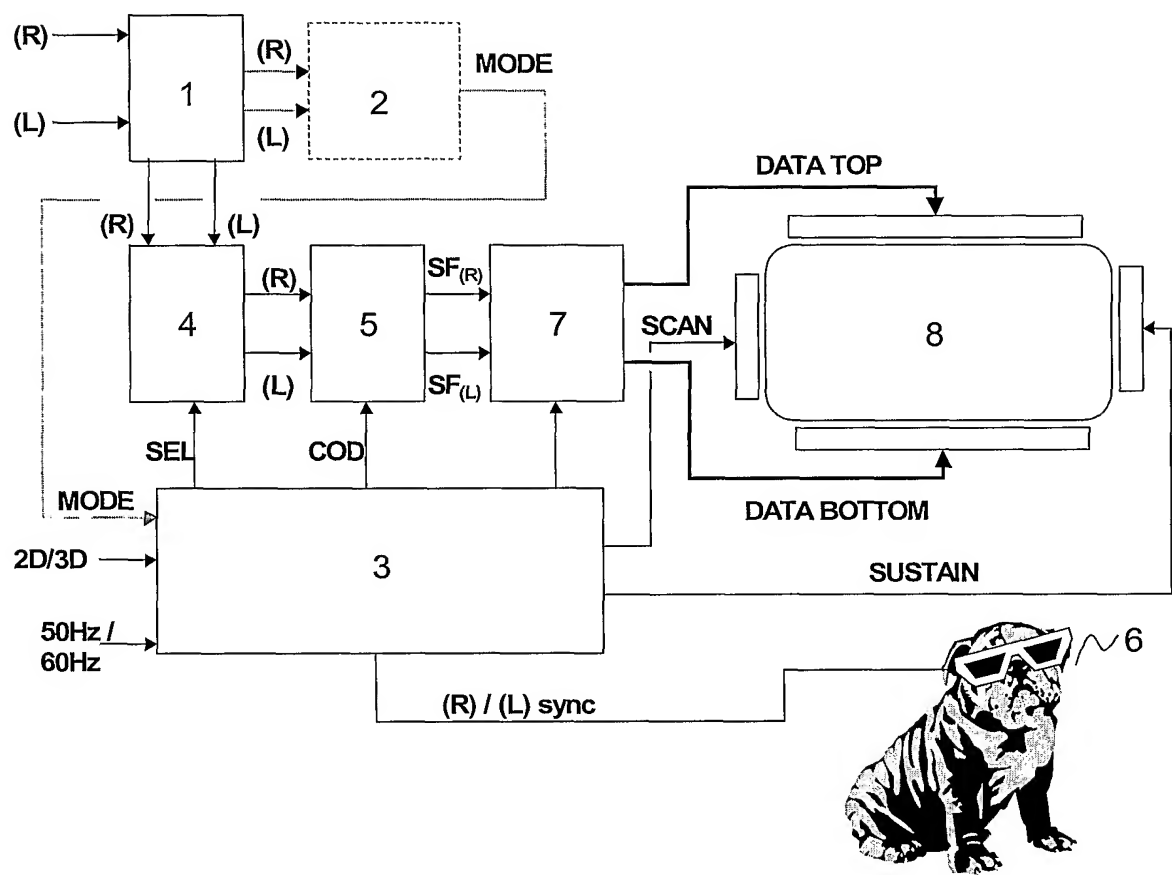 (R)
(R)
MODE
1
2
(L)
(L)
DATA TOP
(R)
(L)
(R)
SF(R)
4
5
7
SCAN
8
(L)
SF(L)
SEL
COD
MODE
DATA BOTTOM
2D/3D
3
SUSTAIN
50Hz /
60Hz
6
(R) / (L) sync